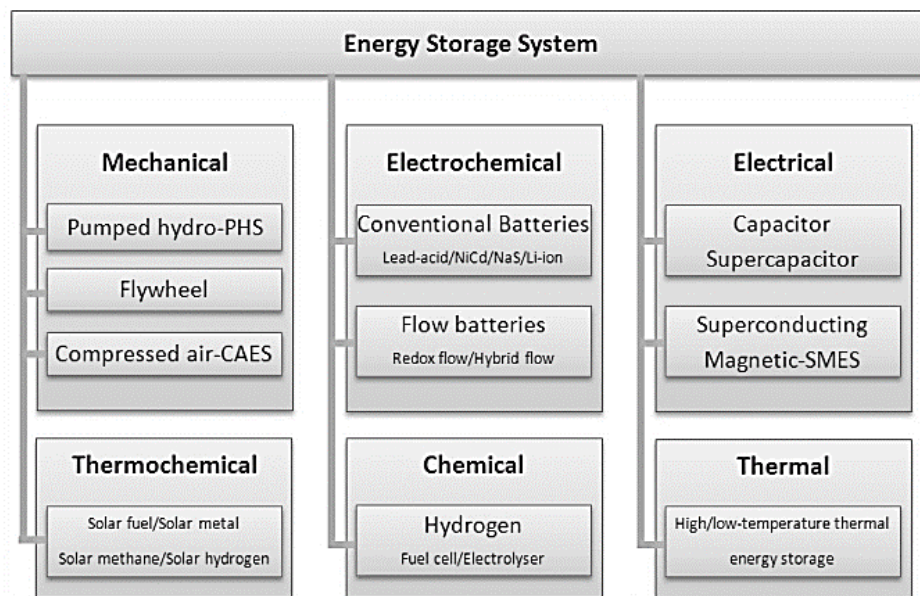 Energy Storage System
Mechanical
Pumped hydro-PHS
Flywheel
Compressed air-CAES
Electrochemical
Conventional Batteries
Lead-acid/NiCd/NaS/Li-ion
Flow batteries
Redox flow/Hybrid flow
Electrical
Capacitor
Supercapacitor
Superconducting
Magnetic-SMES
Thermochemical
Solar fuel/Solar metal
Solar methane/Solar hydrogen
Chemical
Hydrogen
Fuel cell/Electrolyser
Thermal
High/low-temperature thermal
energy storage